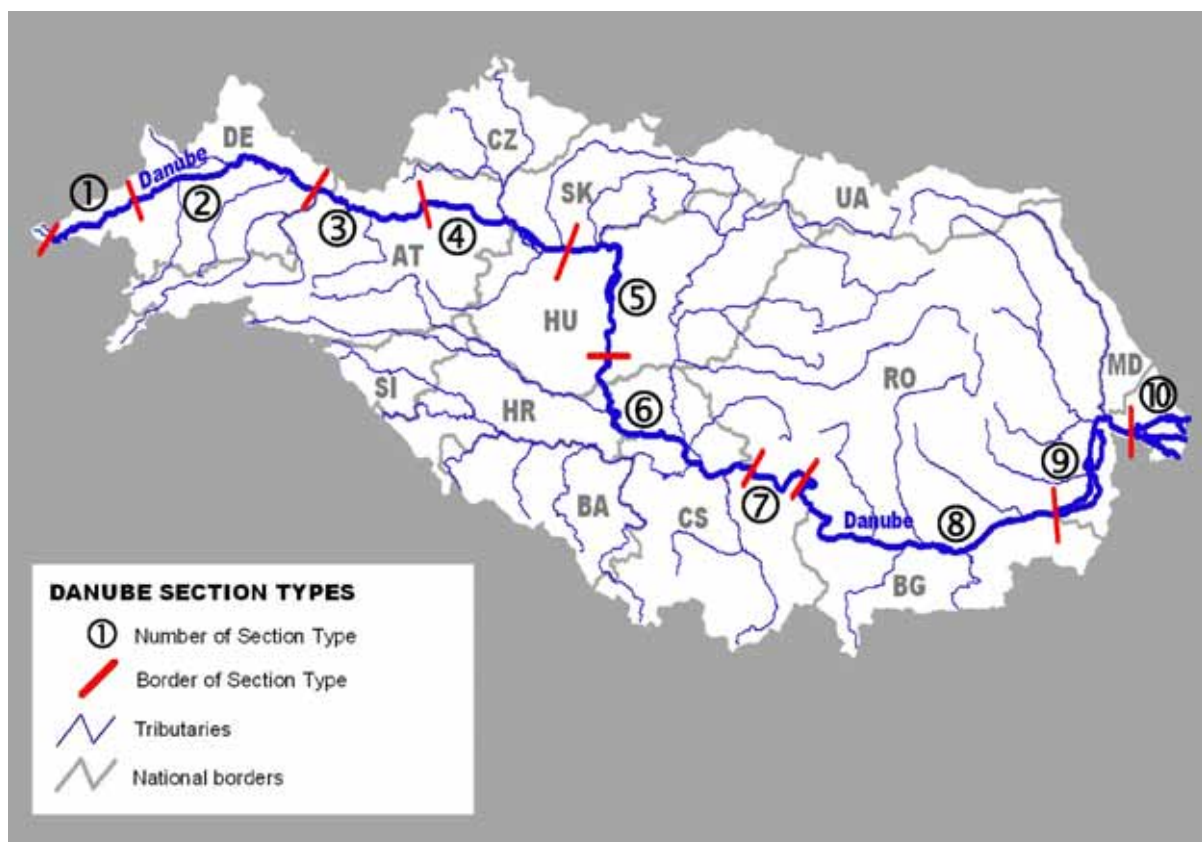 DE
CZ
①
Danube
②
SK
UA
③
④
AT
⑤
HU
MD
⑩
RO
SI
HR
⑥
⑨
⑦
BA
CS
Danube
⑧
BG
DANUBE SECTION TYPES
① Number of Section Type
Border of Section Type
Tributaries
National borders